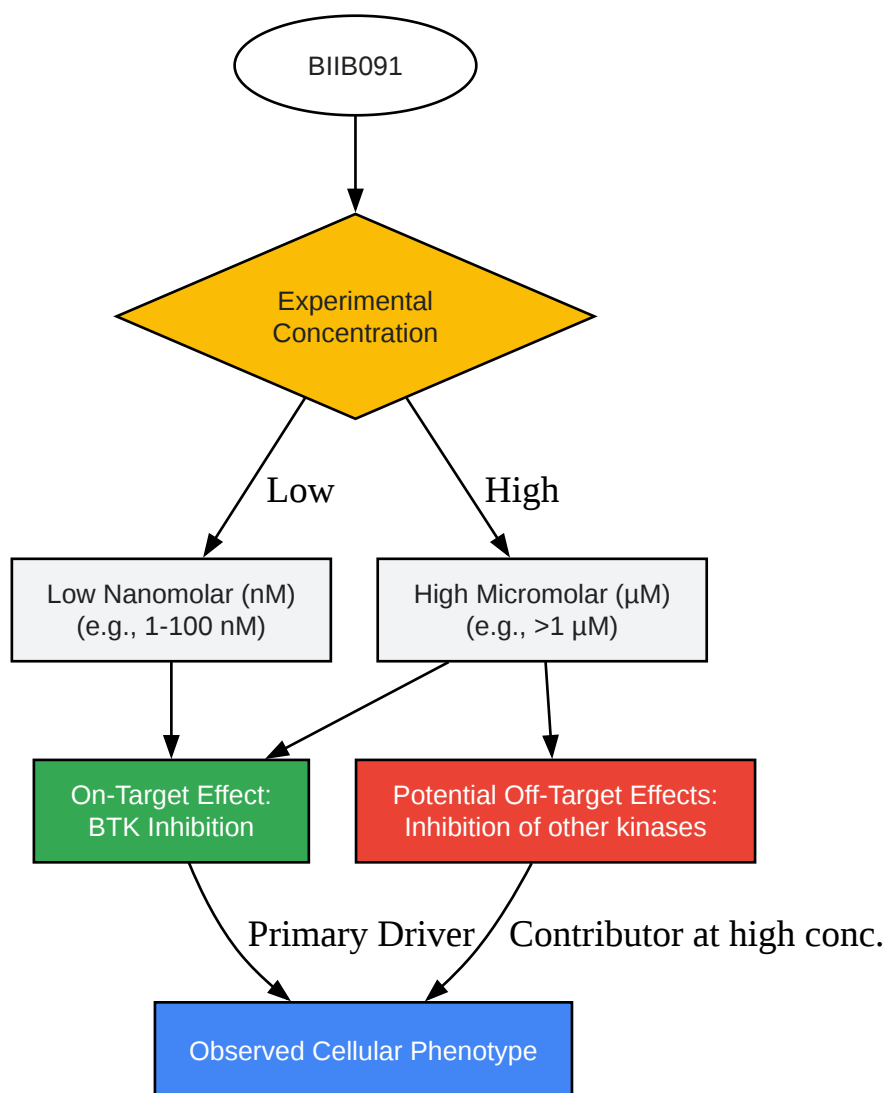 BIIB091
Experimental
Concentration
Low
High
Low Nanomolar (nM)
(e.g., 1-100 nM)
High Micromolar (µM)
(e.g., >1 µM)
On-Target Effect:
BTK Inhibition
Potential Off-Target Effects:
Inhibition of other kinases
Primary Driver
Contributor at high conc.
Observed Cellular Phenotype